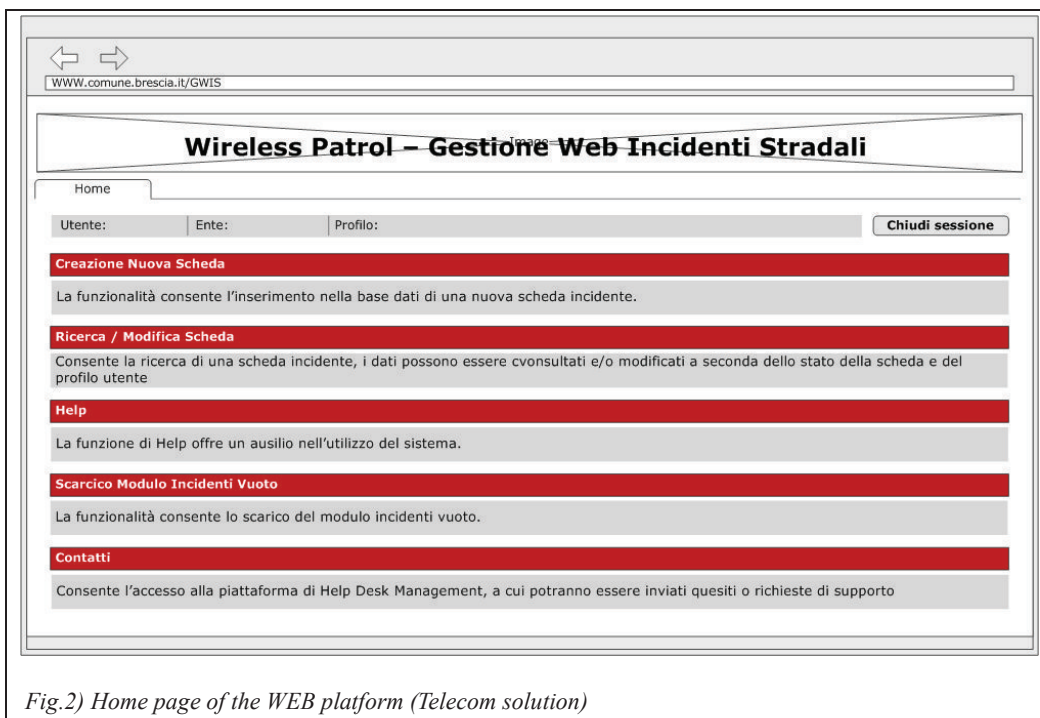 WWW.comune.brescia.it/GWIS
Image
Wireless Patrol – Gestione Web Incidenti Stradali
Home
Utente: Ente: Profilo: Chiudi sessione
Creazione Nuova Scheda
La funzionalità consente l'inserimento nella base dati di una nuova scheda incidente.
Ricerca / Modifica Scheda
Consente la ricerca di una scheda incidente, i dati possono essere cvonsultati e/o modificati a seconda dello stato della scheda e del
profilo utente
Help
La funzione di Help offre un ausilio nell'utilizzo del sistema.
Scarcico Modulo Incidenti Vuoto
La funzionalità consente lo scarico del modulo incidenti vuoto.
Contatti
Consente l'accesso alla piattaforma di Help Desk Management, a cui potranno essere inviati quesiti o richieste di supporto
Fig.2) Home page of the WEB platform (Telecom solution)